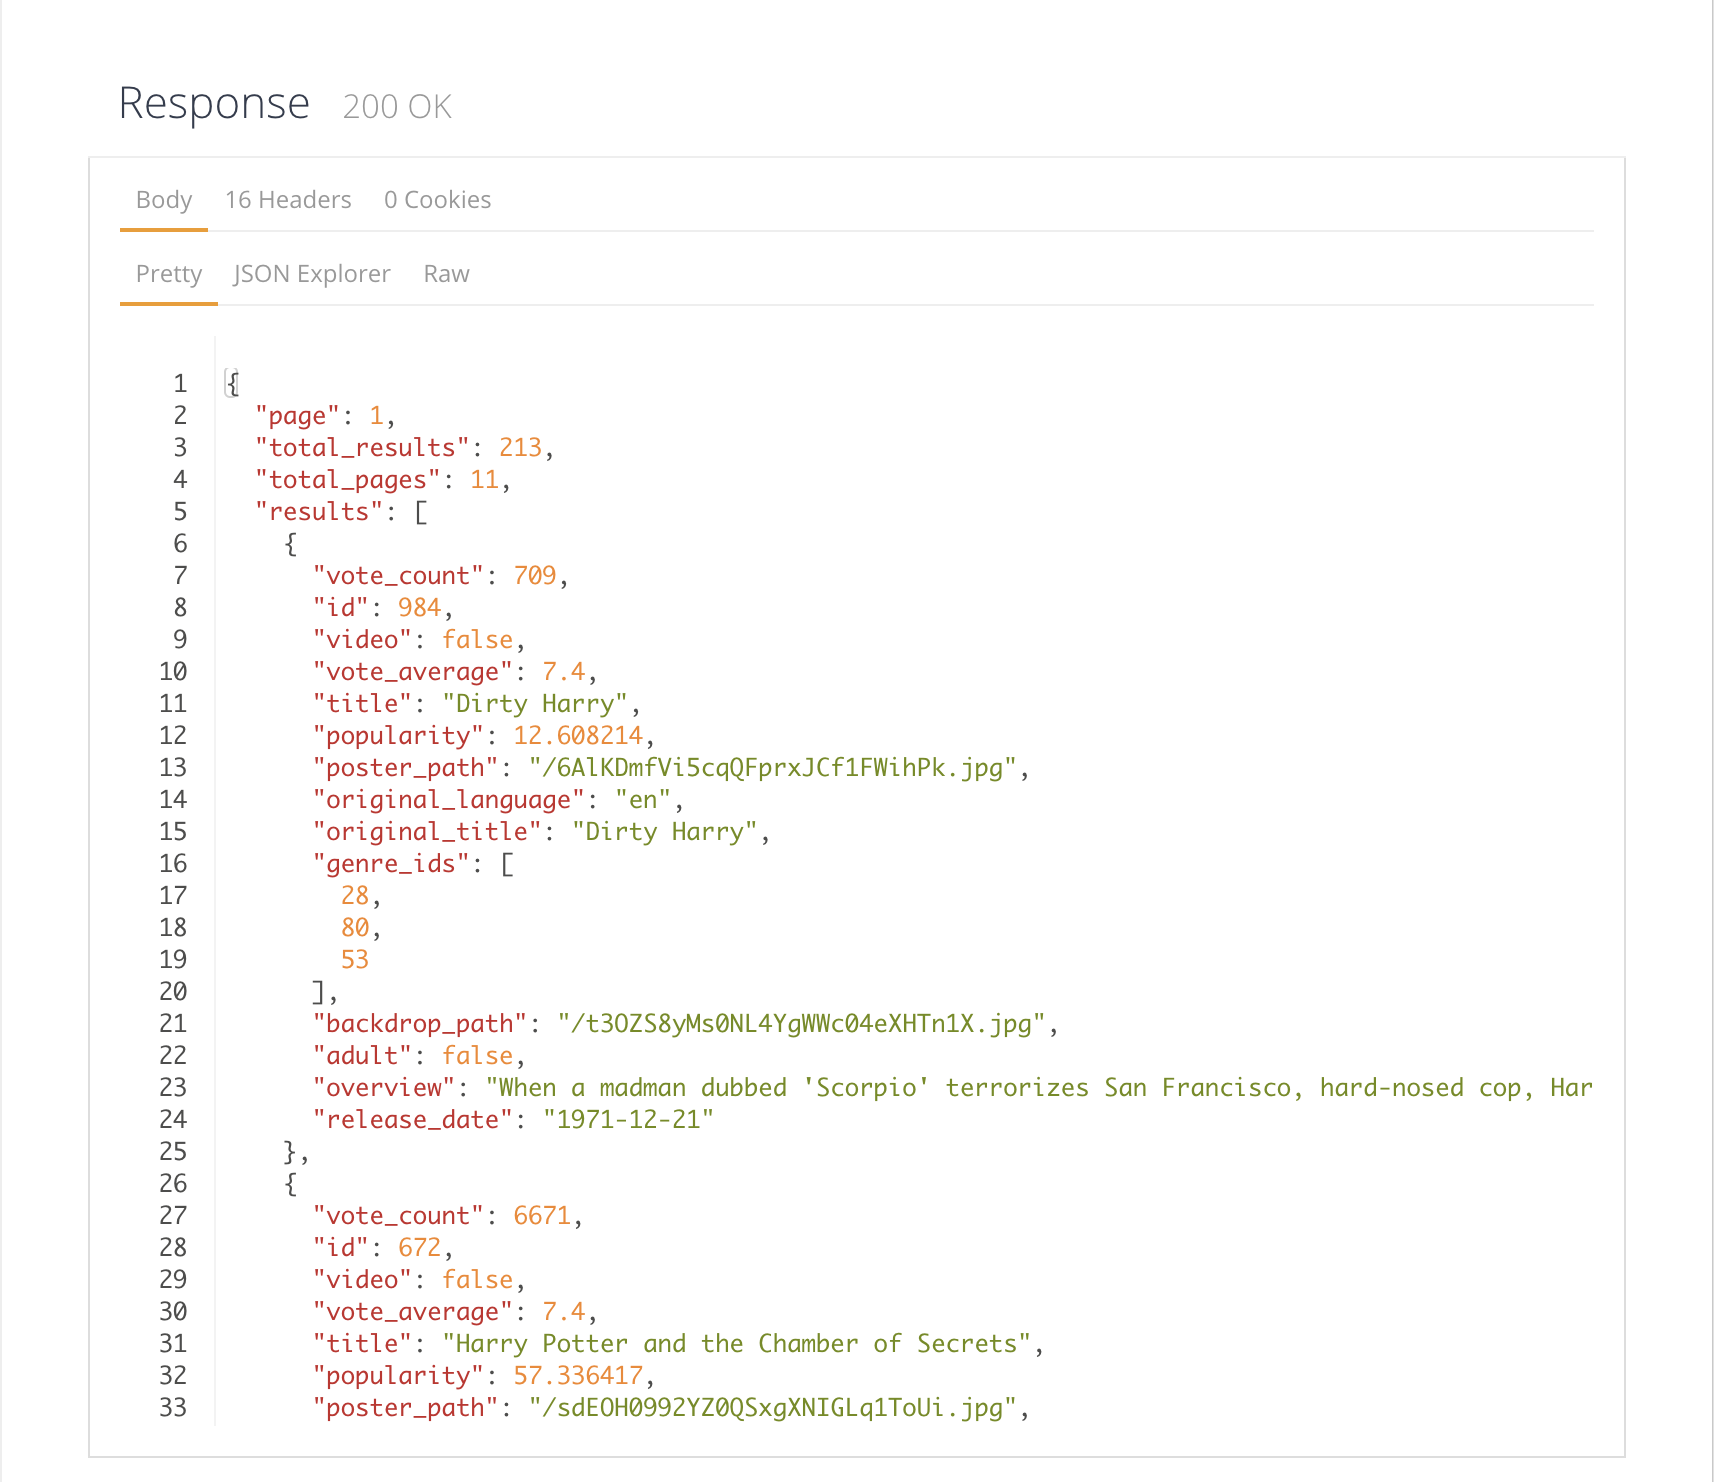 Response 200 OK
Body 16 Headers 0 Cookies
Pretty JSON Explorer Raw
1 {
2 "page": 1,
3 "total_results": 213,
4 "total_pages": 11,
5 "results": [
6 {
7 "vote_count": 709,
8 "id": 984,
9 "video": false,
10 "vote_average": 7.4,
11 "title": "Dirty Harry",
12 "popularity": 12.608214,
13 "poster_path": "/6AlKDmfVi5cqQFprxJCf1FWihPk.jpg",
14 "original_language": "en",
15 "original_title": "Dirty Harry",
16 "genre_ids": [
17 28,
18 80,
19 53
20 ],
21 "backdrop_path": "/t3OZS8yMs0NL4YgWWc04eXHTn1X.jpg",
22 "adult": false,
23 "overview": "When a madman dubbed 'Scorpio' terrorizes San Francisco, hard-nosed cop, Har
24 "release_date": "1971-12-21"
25 },
26 {
27 "vote_count": 6671,
28 "id": 672,
29 "video": false,
30 "vote_average": 7.4,
31 "title": "Harry Potter and the Chamber of Secrets",
32 "popularity": 57.336417,
33 "poster_path": "/sdEOH0992YZ0QSxgXNIGLq1ToUi.jpg",